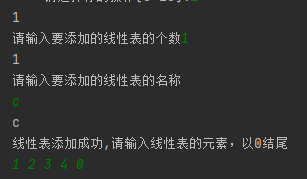 1
请输入要添加的线性表的个数1
1
请输入要添加的线性表的名称
c
c
线性表添加成功,请输入线性表的元素，以0结尾
1 2 3 4 0